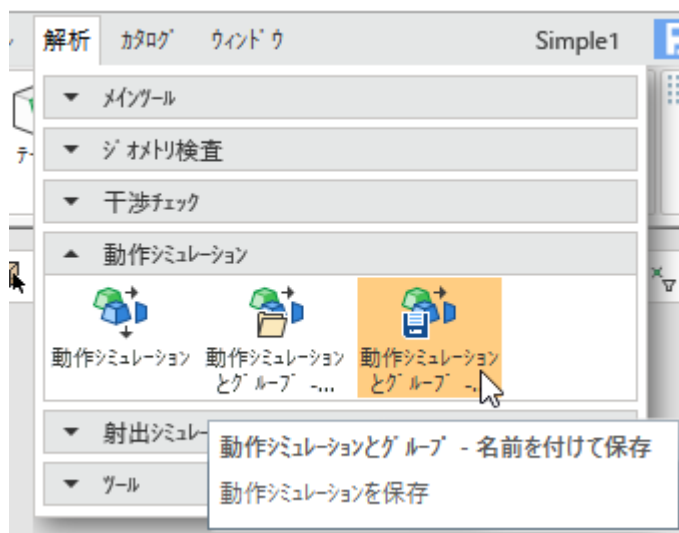 解析 ｶﾀﾛｸﾞ ｳｨﾝﾄﾞｳ Simple1
ﾒｲﾝﾂｰﾙ
ｼﾞｵﾒﾄﾘ検査
干渉ﾁｪｯｸ
動作ｼﾐｭﾚｰｼｮﾝ
動作ｼﾐｭﾚｰｼｮﾝ
動作ｼﾐｭﾚｰｼｮﾝ
とｸﾞﾙｰﾌﾟ -...
動作ｼﾐｭﾚｰｼｮﾝ
とｸﾞﾙｰﾌﾟ -...
射出ｼﾐｭﾚｰ
動作ｼﾐｭﾚｰｼｮﾝとｸﾞﾙｰﾌﾟ - 名前を付けて保存
ﾂｰﾙ
動作ｼﾐｭﾚｰｼｮﾝを保存